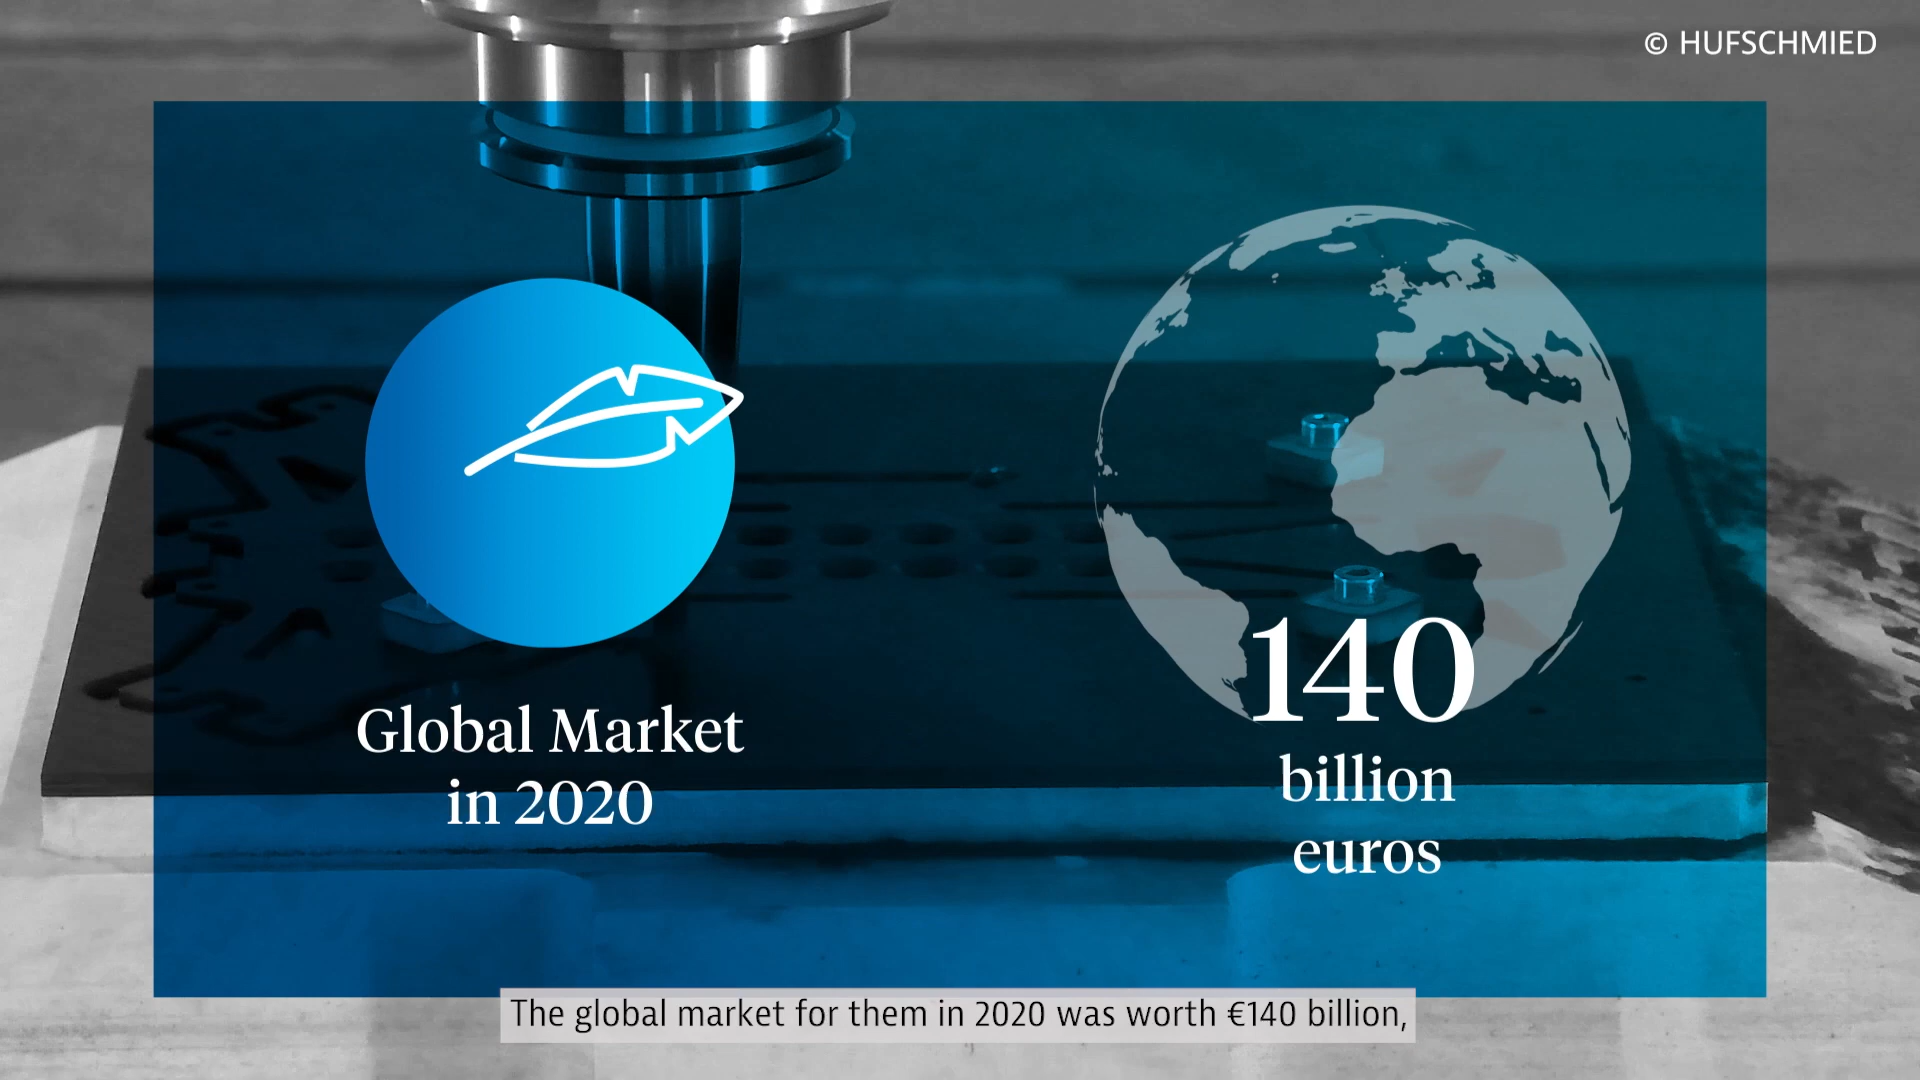 © HUFSCHMIED
Global Market
in 2020
140
billion
euros
The global market for them in 2020 was worth €140 billion,